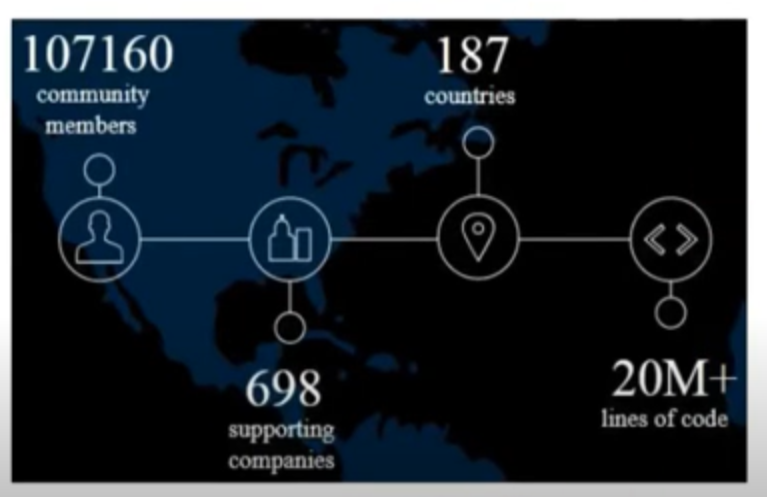 107160
community
members
187
countries
698
supporting
companies
20M+
lines of code